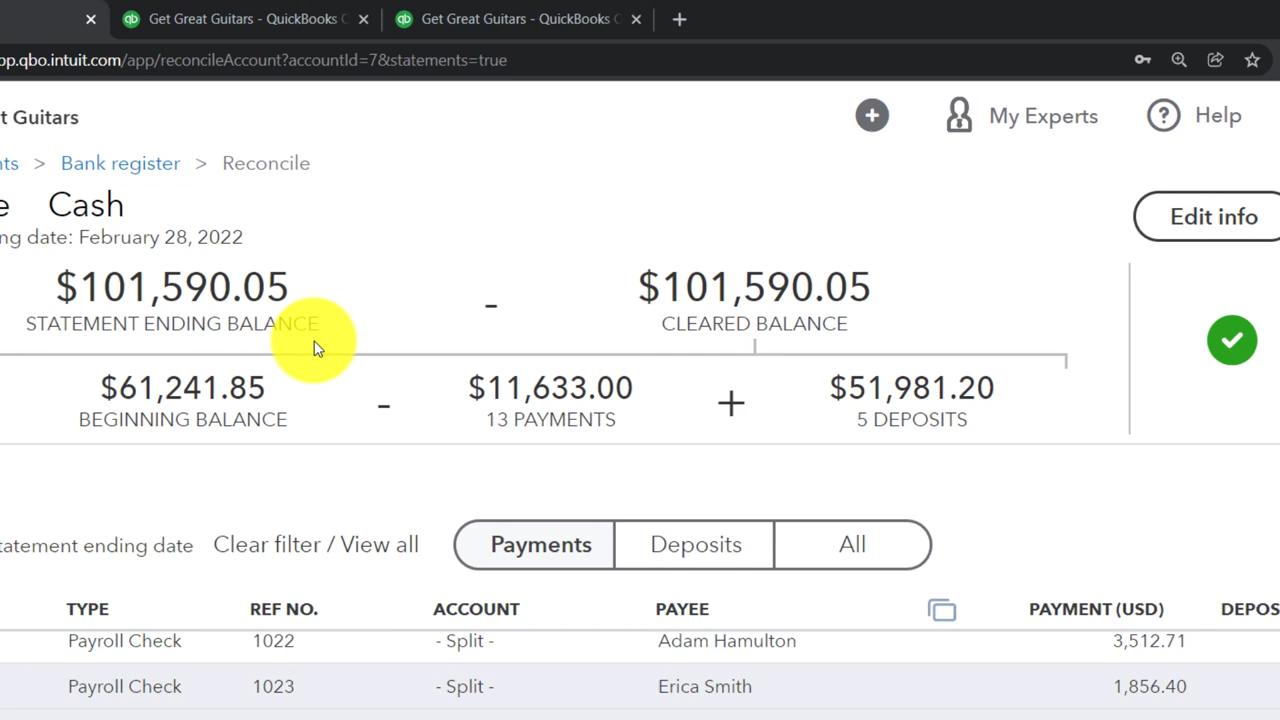 Get Great Guitars - QuickBooks
Get Great Guitars - QuickBooks
pp.qbo.intuit.com/app/reconcileAccount?accountId=7&statements=true
t Guitars
My Experts
Help
nts > Bank register > Reconcile
e Cash
Edit info
ng date: February 28, 2022
$101,590.05 - $101,590.05
STATEMENT ENDING BALANCE CLEARED BALANCE
$61,241.85 - $11,633.00 + $51,981.20
BEGINNING BALANCE 13 PAYMENTS 5 DEPOSITS
tatement ending date Clear filter / View all Payments Deposits All
TYPE REF NO. ACCOUNT PAYEE PAYMENT (USD) DEPOS
Payroll Check 1022 - Split - Adam Hamulton 3,512.71
Payroll Check 1023 - Split - Erica Smith 1,856.40